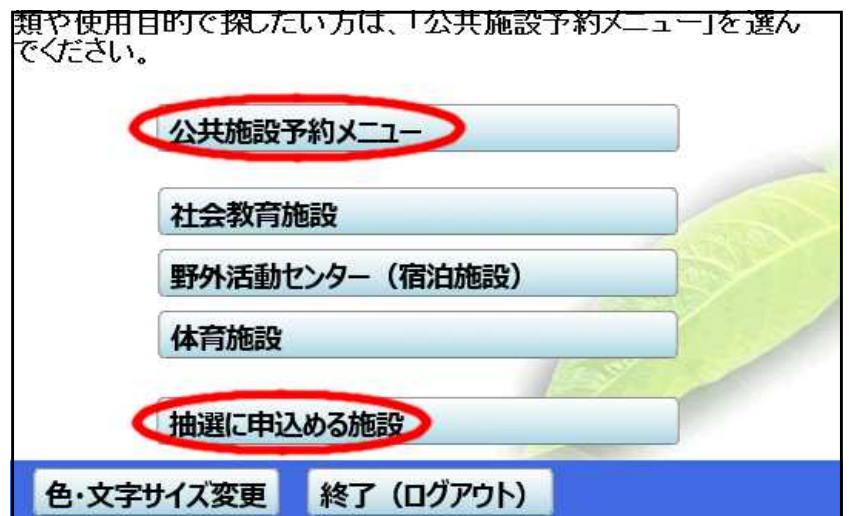 類や使用目的で探したい方は、「公共施設予約メニュー」を選ん
でください。
公共施設予約メニュー
社会教育施設
野外活動センター（宿泊施設）
体育施設
抽選に申込める施設
色・文字サイズ変更
終了（ログアウト）